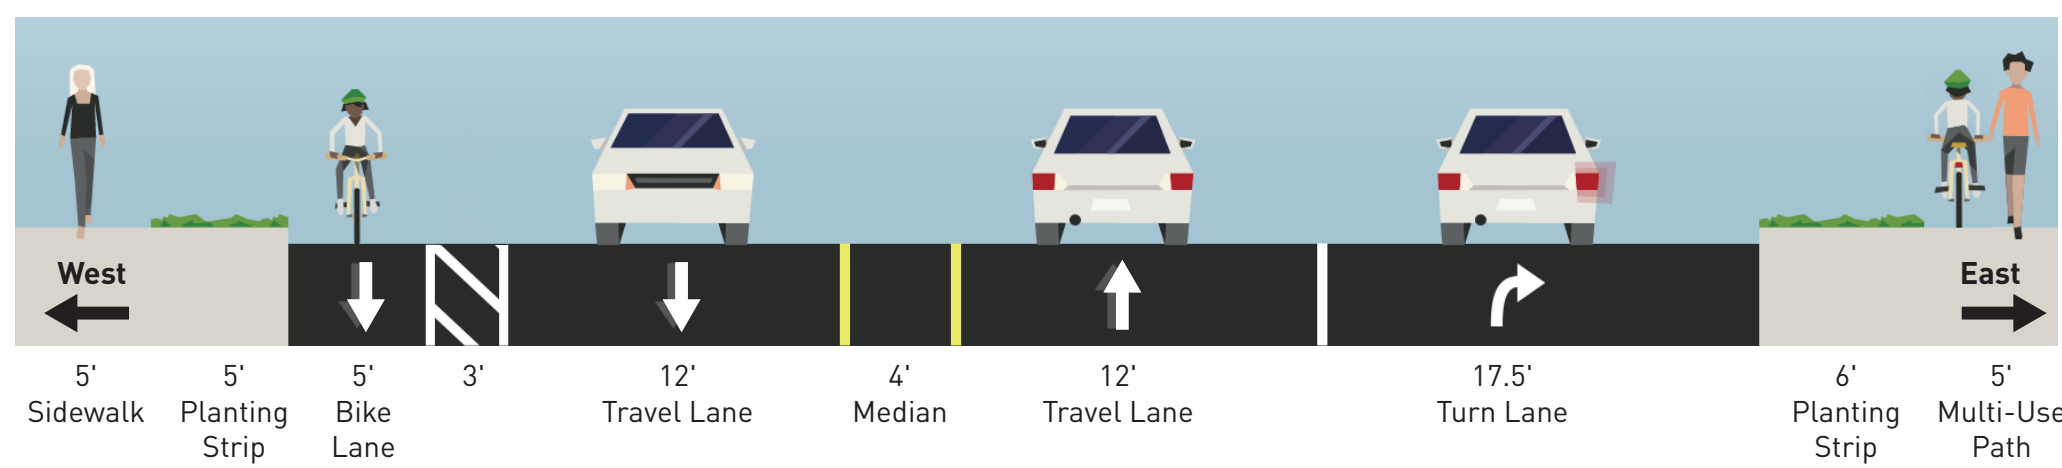 West
East
5' 5' 5' 3' 12' 4' 12' 17.5' 6' 5'
Sidewalk Planting Bike Travel Lane Median Travel Lane Turn Lane Planting Multi-Use
Strip Lane Strip Path